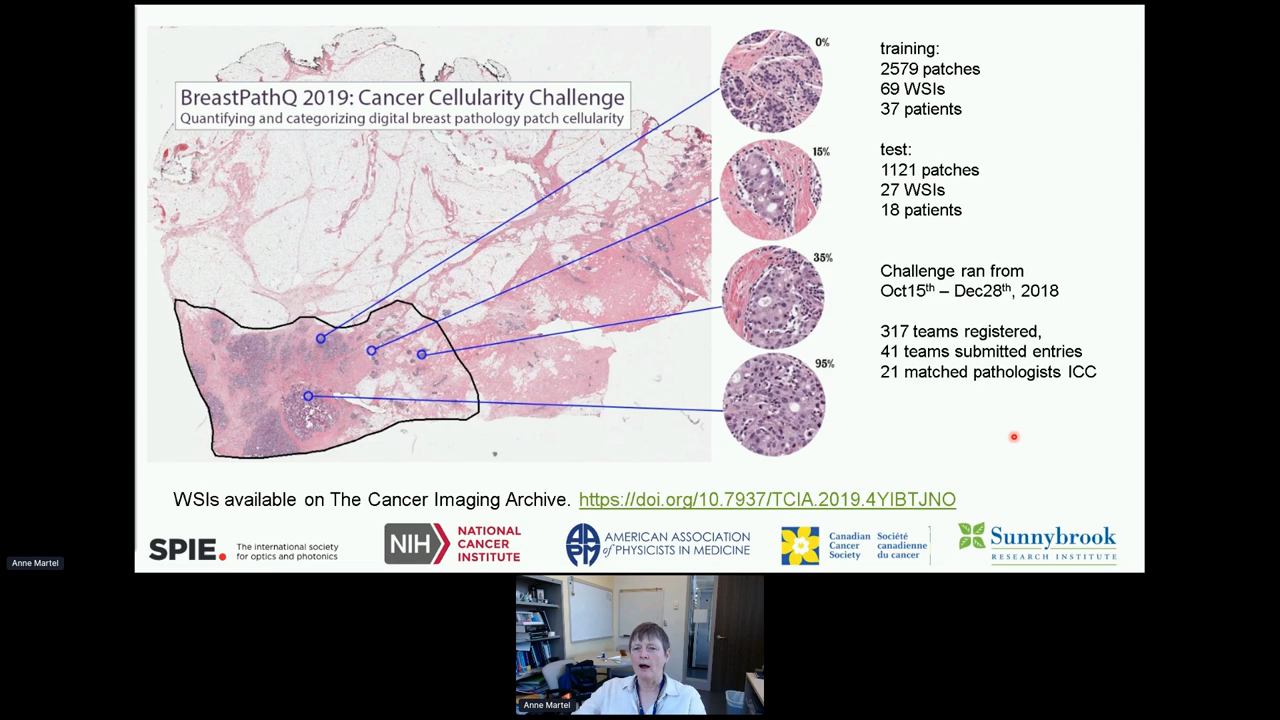 BreastPathQ 2019: Cancer Cellularity Challenge
Quantifying and categorizing digital breast pathology patch cellularity
0%
15%
35%
95%
training:
2579 patches
69 WSIs
37 patients
test:
1121 patches
27 WSIs
18 patients
Challenge ran from
Oct15th – Dec28th, 2018
317 teams registered,
41 teams submitted entries
21 matched pathologists ICC
WSIs available on The Cancer Imaging Archive. https://doi.org/10.7937/TCIA.2019.4YIBTJNO
SPIE.
The international society
for optics and photonics
NIH
NATIONAL
CANCER
INSTITUTE
AAPM
AMERICAN ASSOCIATION
of PHYSICISTS IN MEDICINE
Canadian
Cancer
Society
Société
canadienne
du cancer
Sunnybrook
RESEARCH INSTITUTE
Anne Martel
Anne Martel